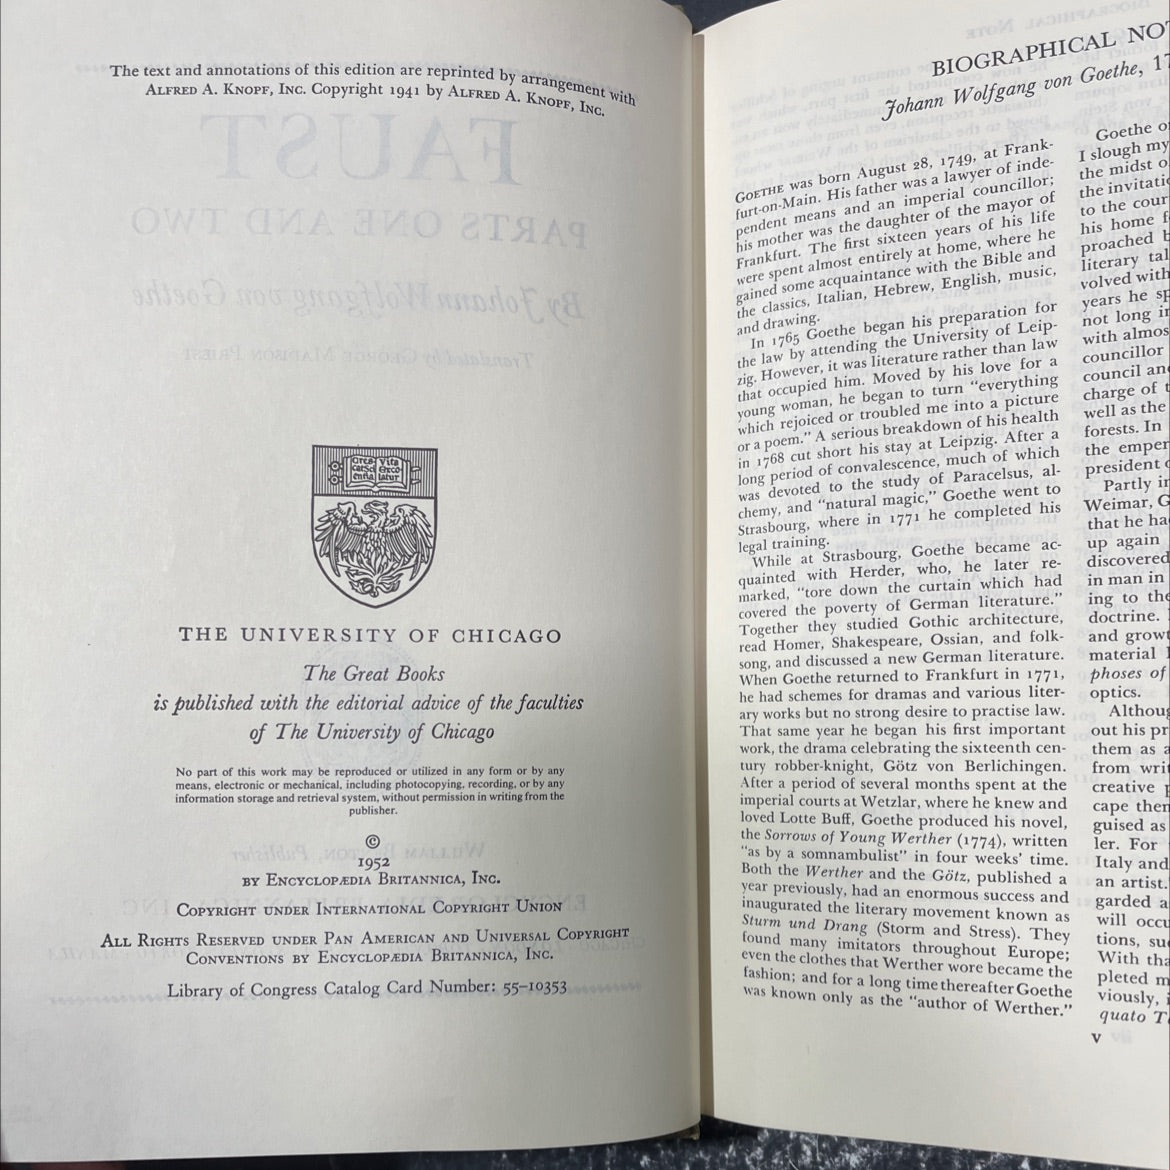 The text and annotations of this edition are reprinted by arrangement with
ALFRED A. KNOPF, INC. Copyright 1941 by ALFRED A. KNOPF, INC.
FAUST
PARTS ONE AND TWO
By Johann Wolfgang von Goethe
Translated by GEORGE MADISON PRIEST
Cres Vita
cat Sci Exco
entia latur
THE UNIVERSITY OF CHICAGO
The Great Books
is published with the editorial advice of the faculties
of The University of Chicago
No part of this work may be reproduced or utilized in any form or by any
means, electronic or mechanical, including photocopying, recording, or by any
information storage and retrieval system, without permission in writing from the
publisher.
©
1952
BY ENCYCLOPÆDIA BRITANNICA, INC.
COPYRIGHT UNDER INTERNATIONAL COPYRIGHT UNION
ALL RIGHTS RESERVED UNDER PAN AMERICAN AND UNIVERSAL COPYRIGHT
CONVENTIONS BY ENCYCLOPÆDIA BRITANNICA, INC.
Library of Congress Catalog Card Number: 55-10353
BIOGRAPHICAL NOT
Johann Wolfgang von Goethe, 17
GOETHE was born August 28, 1749, at Frank-
furt-on-Main. His father was a lawyer of inde-
pendent means and an imperial councillor;
his mother was the daughter of the mayor of
Frankfurt. The first sixteen years of his life
were spent almost entirely at home, where he
gained some acquaintance with the Bible and
the classics, Italian, Hebrew, English, music,
and drawing.
In 1765 Goethe began his preparation for
the law by attending the University of Leip-
zig. However, it was literature rather than law
that occupied him. Moved by his love for a
young woman, he began to turn "everything
which rejoiced or troubled me into a picture
or a poem." A serious breakdown of his health
in 1768 cut short his stay at Leipzig. After a
long period of convalescence, much of which
was devoted to the study of Paracelsus, al-
chemy, and "natural magic," Goethe went to
Strasbourg, where in 1771 he completed his
legal training.
While at Strasbourg, Goethe became ac-
quainted with Herder, who, he later re-
marked, "tore down the curtain which had
covered the poverty of German literature."
Together they studied Gothic architecture,
read Homer, Shakespeare, Ossian, and folk-
song, and discussed a new German literature.
When Goethe returned to Frankfurt in 1771,
he had schemes for dramas and various liter-
ary works but no strong desire to practise law.
That same year he began his first important
work, the drama celebrating the sixteenth cen-
tury robber-knight, Götz von Berlichingen.
After a period of several months spent at the
imperial courts at Wetzlar, where he knew and
loved Lotte Buff, Goethe produced his novel,
the Sorrows of Young Werther (1774), written
"as by a somnambulist" in four weeks' time.
Both the Werther and the Götz, published a
year previously, had an enormous success and
inaugurated the literary movement known as
Sturm und Drang (Storm and Stress). They
found many imitators throughout Europe;
even the clothes that Werther wore became the
fashion; and for a long time thereafter Goethe
was known only as the "author of Werther."
Goethe o
I slough my
the midst o
the invitati
to the cour
his home f
proached b
literary tal
volved with
years he sp
not long i
with almos
councillor
council an
charge of t
well as the
forests. In
the emper
president o
Partly i
Weimar, G
that he ha
up again
discovered
in man in
ing to the
doctrine.
and growt
material
phoses of
optics.
Althoug
out his pr
them as a
from writ
creative p
cape then
guised as
ler. For
Italy and
an artist.
garded a
will occu
tions, su
With tha
pleted m
viously, i
quato T
v